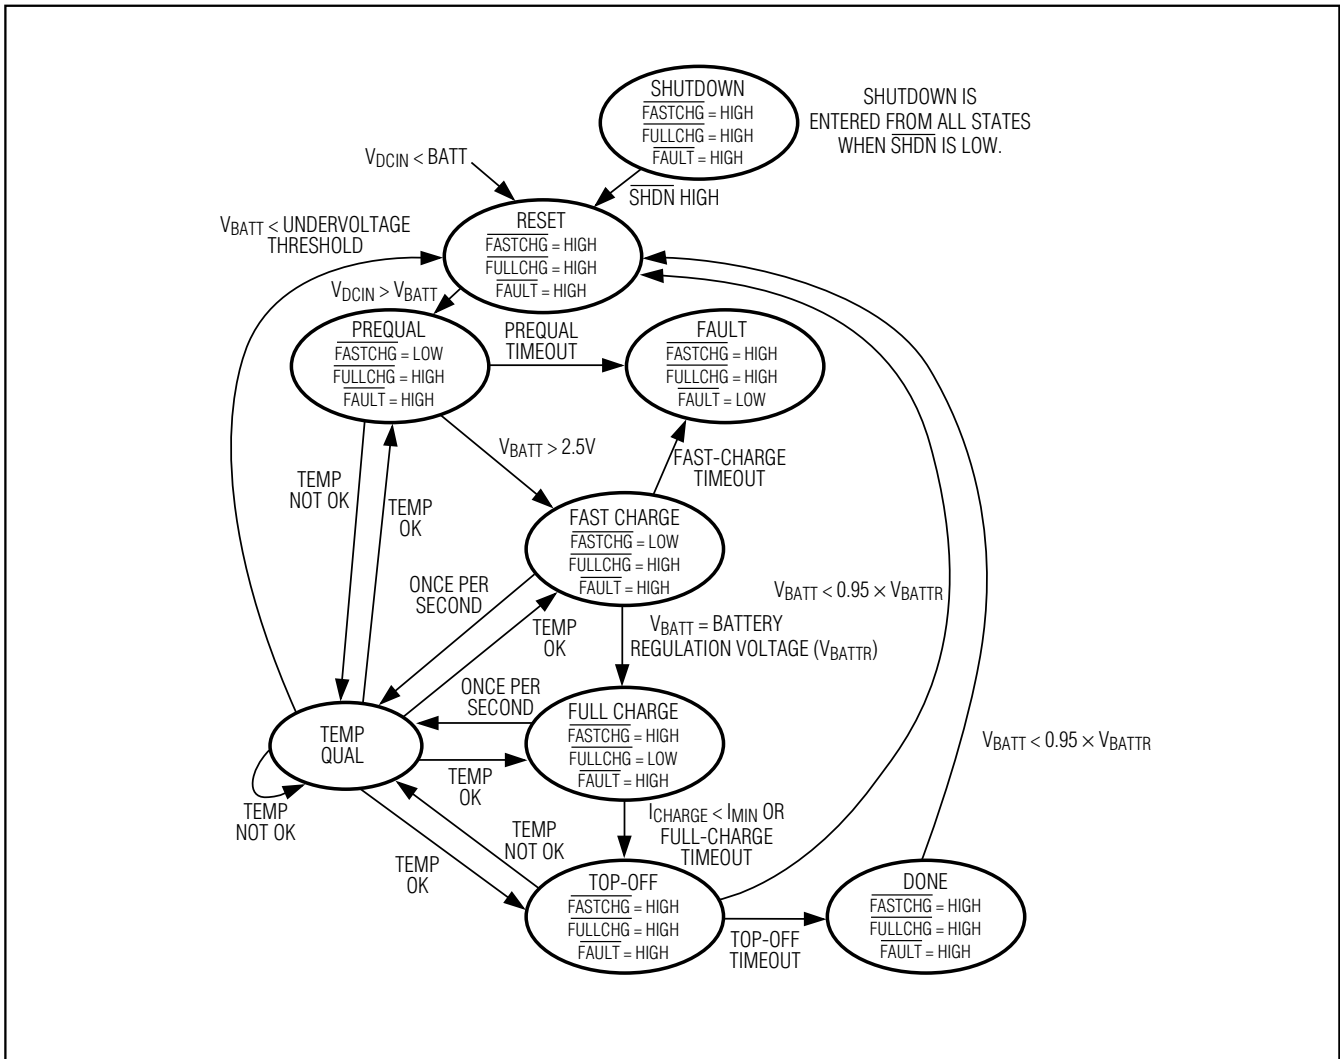 SHUTDOWN
FASTCHG = HIGH
FULLCHG = HIGH
FAULT = HIGH
SHUTDOWN IS
ENTERED FROM ALL STATES
WHEN SHDN IS LOW.
VDCIN < BATT
SHDN HIGH
RESET
FASTCHG = HIGH
FULLCHG = HIGH
FAULT = HIGH
VBATT < UNDERVOLTAGE
THRESHOLD
VDCIN > VBATT
PREQUAL
FASTCHG = LOW
FULLCHG = HIGH
FAULT = HIGH
PREQUAL
TIMEOUT
FAULT
FASTCHG = HIGH
FULLCHG = HIGH
FAULT = LOW
VBATT > 2.5V
FAST-CHARGE
TIMEOUT
TEMP
NOT OK
TEMP
OK
FAST CHARGE
FASTCHG = LOW
FULLCHG = HIGH
FAULT = HIGH
ONCE PER
SECOND
TEMP
OK
VBATT < 0.95 × VBATTR
VBATT = BATTERY
REGULATION VOLTAGE (VBATTR)
ONCE PER
SECOND
FULL CHARGE
FASTCHG = HIGH
FULLCHG = LOW
FAULT = HIGH
TEMP
QUAL
TEMP
OK
VBATT < 0.95 × VBATTR
TEMP
NOT OK
TEMP
NOT OK
ICHARGE < IMIN OR
FULL-CHARGE
TIMEOUT
TEMP
OK
TOP-OFF
FASTCHG = HIGH
FULLCHG = HIGH
FAULT = HIGH
TOP-OFF
TIMEOUT
DONE
FASTCHG = HIGH
FULLCHG = HIGH
FAULT = HIGH